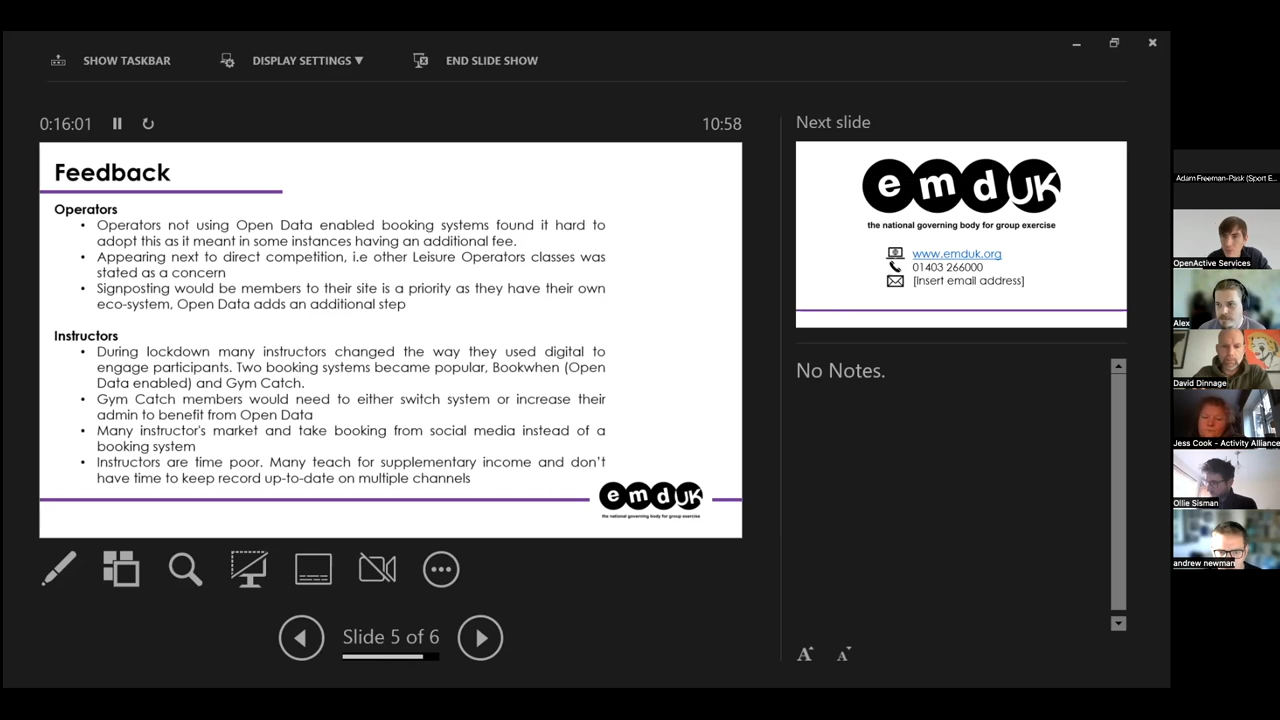 SHOW TASKBAR
DISPLAY SETTINGS ▼
END SLIDE SHOW
0:16:01
10:58
Feedback
Operators
• Operators not using Open Data enabled booking systems found it hard to
adopt this as it meant in some instances having an additional fee.
• Appearing next to direct competition, i.e other Leisure Operators classes was
stated as a concern
• Signposting would be members to their site is a priority as they have their own
eco-system, Open Data adds an additional step
Instructors
• During lockdown many instructors changed the way they used digital to
engage participants. Two booking systems became popular, Bookwhen (Open
Data enabled) and Gym Catch.
• Gym Catch members would need to either switch system or increase their
admin to benefit from Open Data
• Many instructor's market and take booking from social media instead of a
booking system
• Instructors are time poor. Many teach for supplementary income and don't
have time to keep record up-to-date on multiple channels
emdUK
the national governing body for group exercise
Slide 5 of 6
Next slide
emdUK
the national governing body for group exercise
www.emduk.org
01403 266000
[insert email address]
No Notes.
A A
Adam Freeman-Pask (Sport E...
OpenActive Services
Alex
David Dinnage
Jess Cook - Activity Alliance
Ollie Sisman
andrew newman